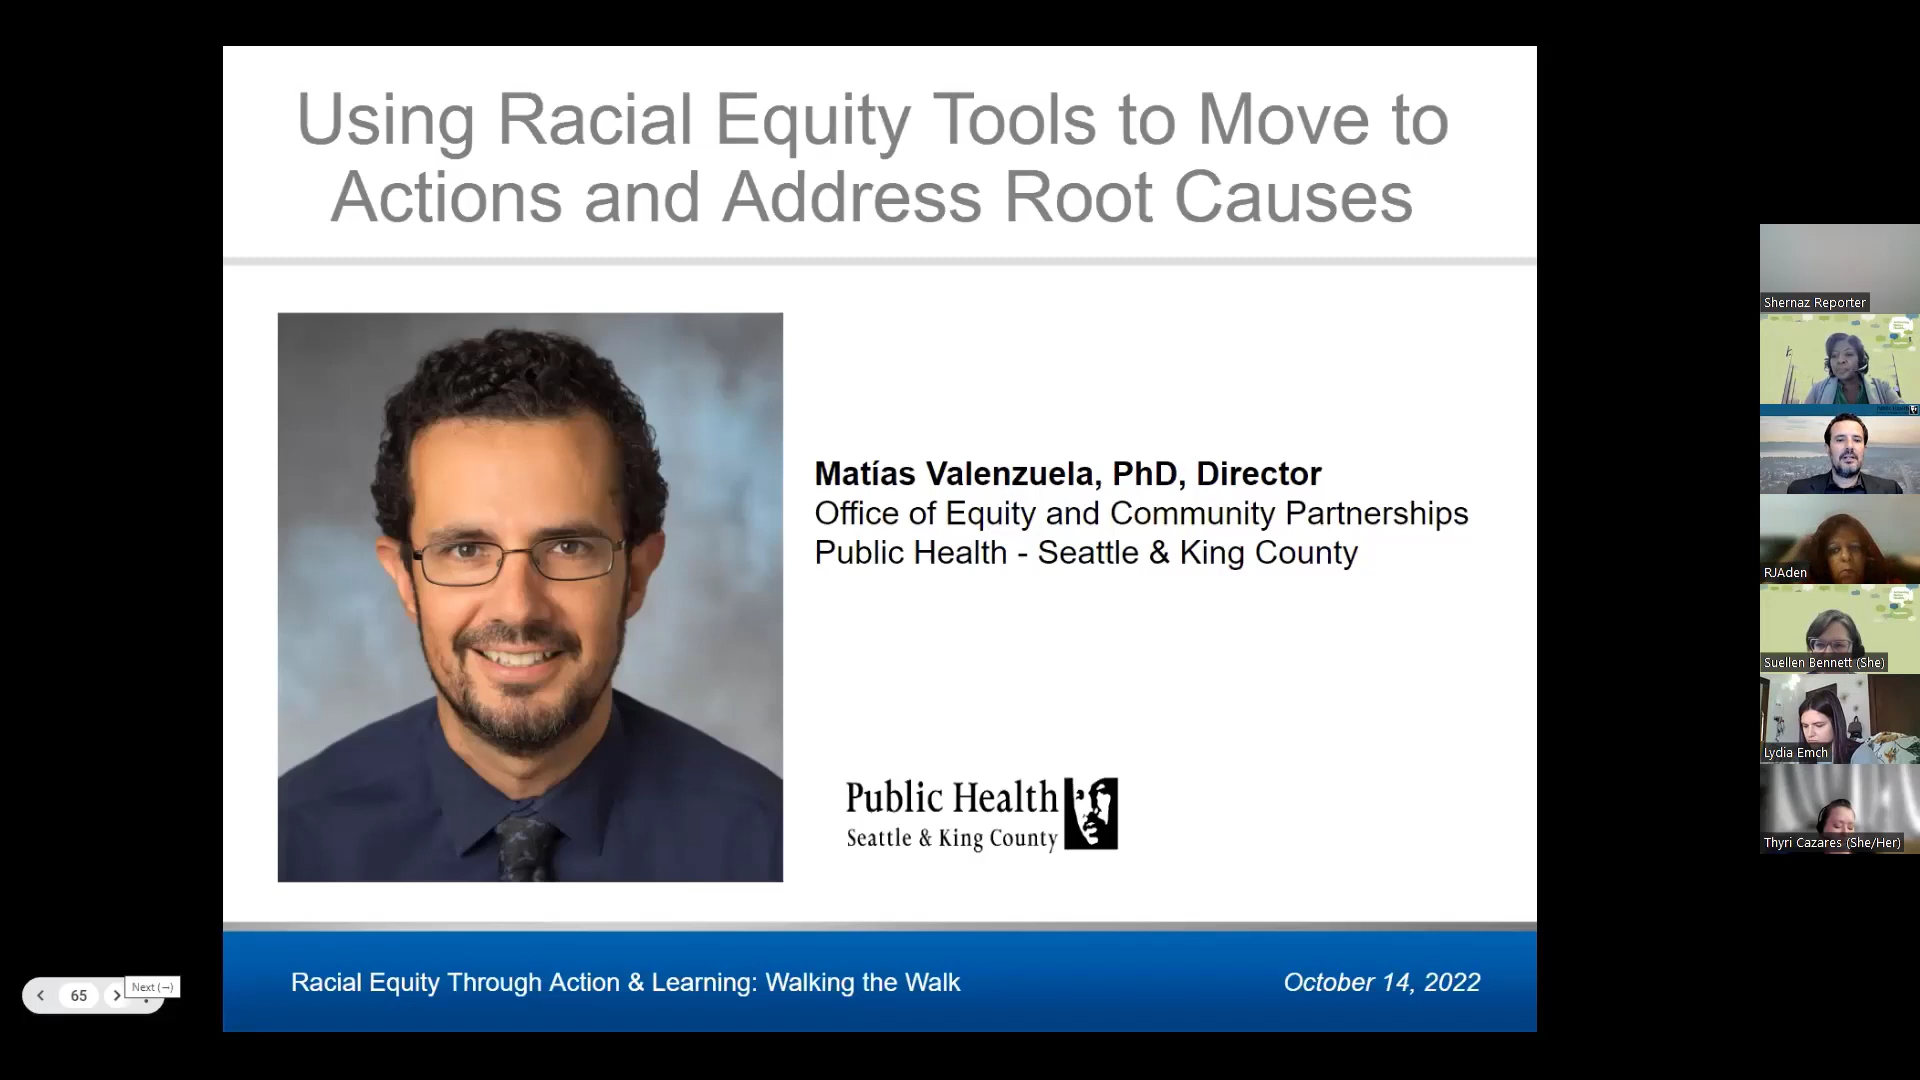 Using Racial Equity Tools to Move to
Actions and Address Root Causes
Matías Valenzuela, PhD, Director
Office of Equity and Community Partnerships
Public Health - Seattle & King County
Public Health
Seattle & King County
Racial Equity Through Action & Learning: Walking the Walk
October 14, 2022
65
Next (→)
Shernaz Reporter
RJAden
Suellen Bennett (She)
Lydia Emch
Thyri Cazares (She/Her)